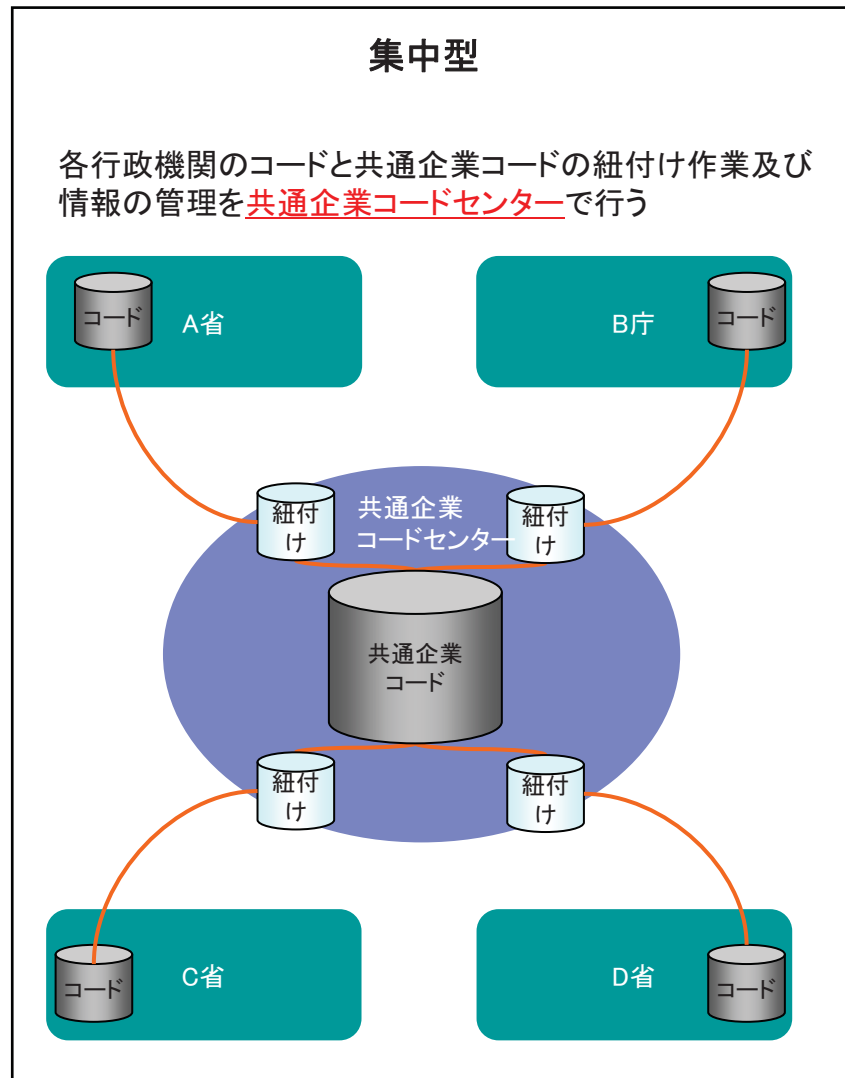 集中型
各行政機関のコードと共通企業コードの紐付け作業及び
情報の管理を共通企業コードセンターで行う
コード
A省
B庁
コード
紐付
け
共通企業
コードセンター
紐付
け
共通企業
コード
紐付
け
紐付
け
コード
C省
D省
コード